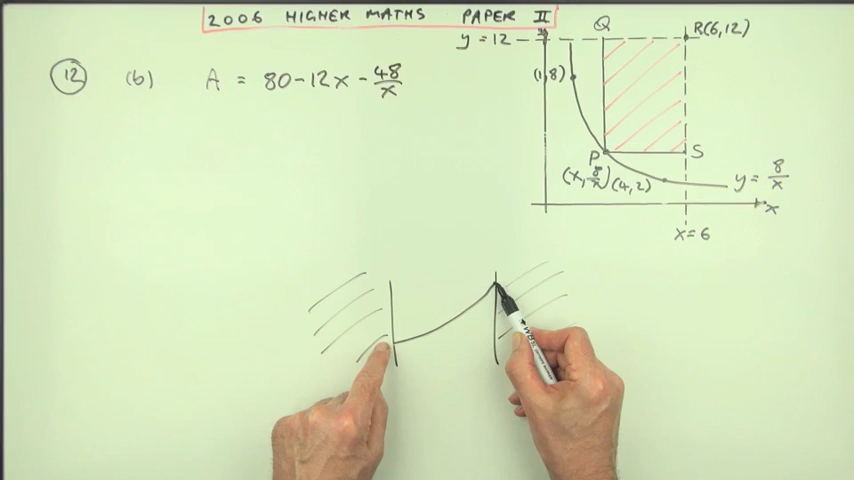 2006 HIGHER MATHS PAPER II
12 (b) A = 80-12x-48/x
y = 12
Q
R(6,12)
(1,8)
P
S
(x, 8/x)
(4,2)
y = 8/x
x
x=6